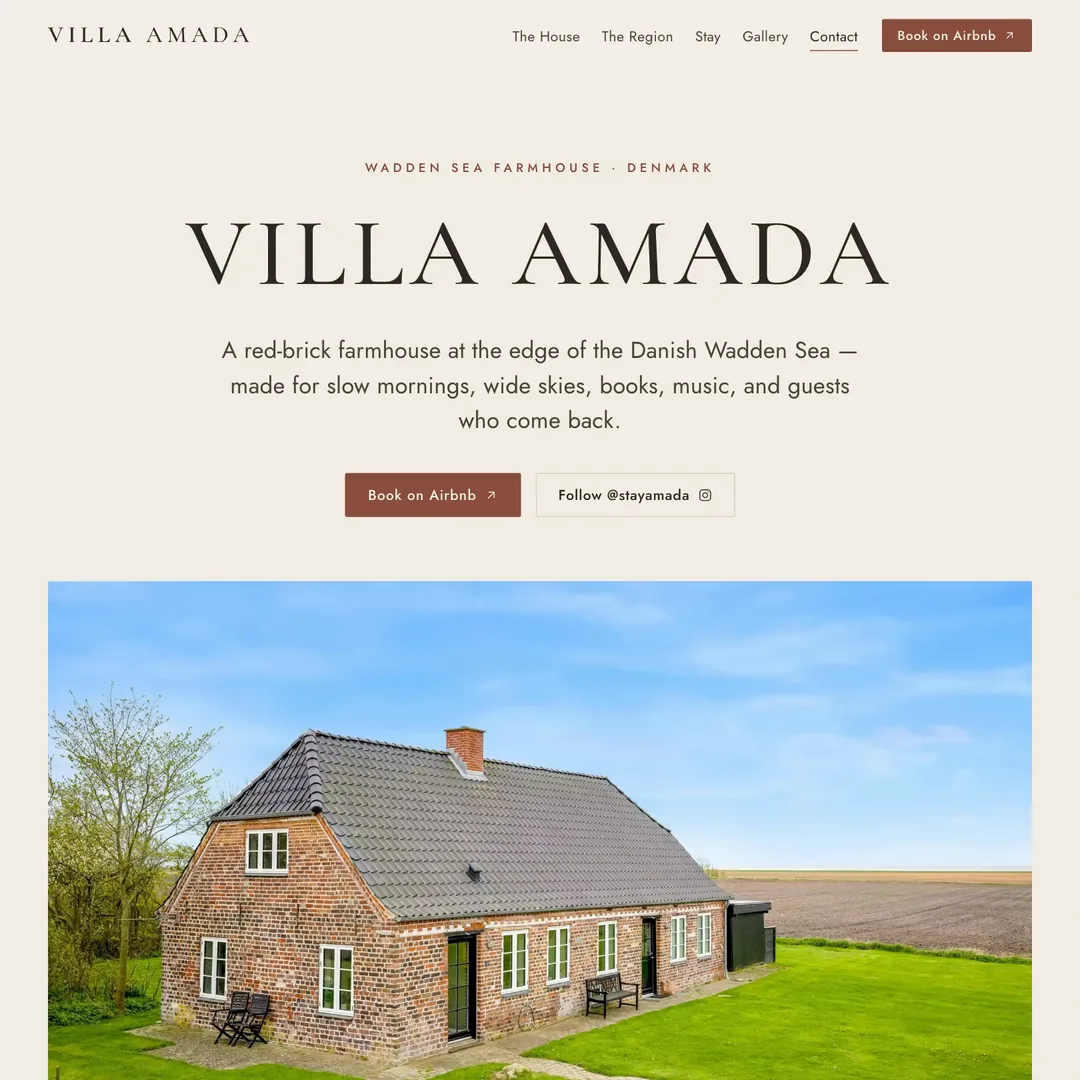 VILLA AMADA
The House
The Region
Stay
Gallery
Contact
Book on Airbnb
WADDEN SEA FARMHOUSE · DENMARK
VILLA AMADA
A red-brick farmhouse at the edge of the Danish Wadden Sea —
made for slow mornings, wide skies, books, music, and guests
who come back.
Book on Airbnb
Follow @stayamada